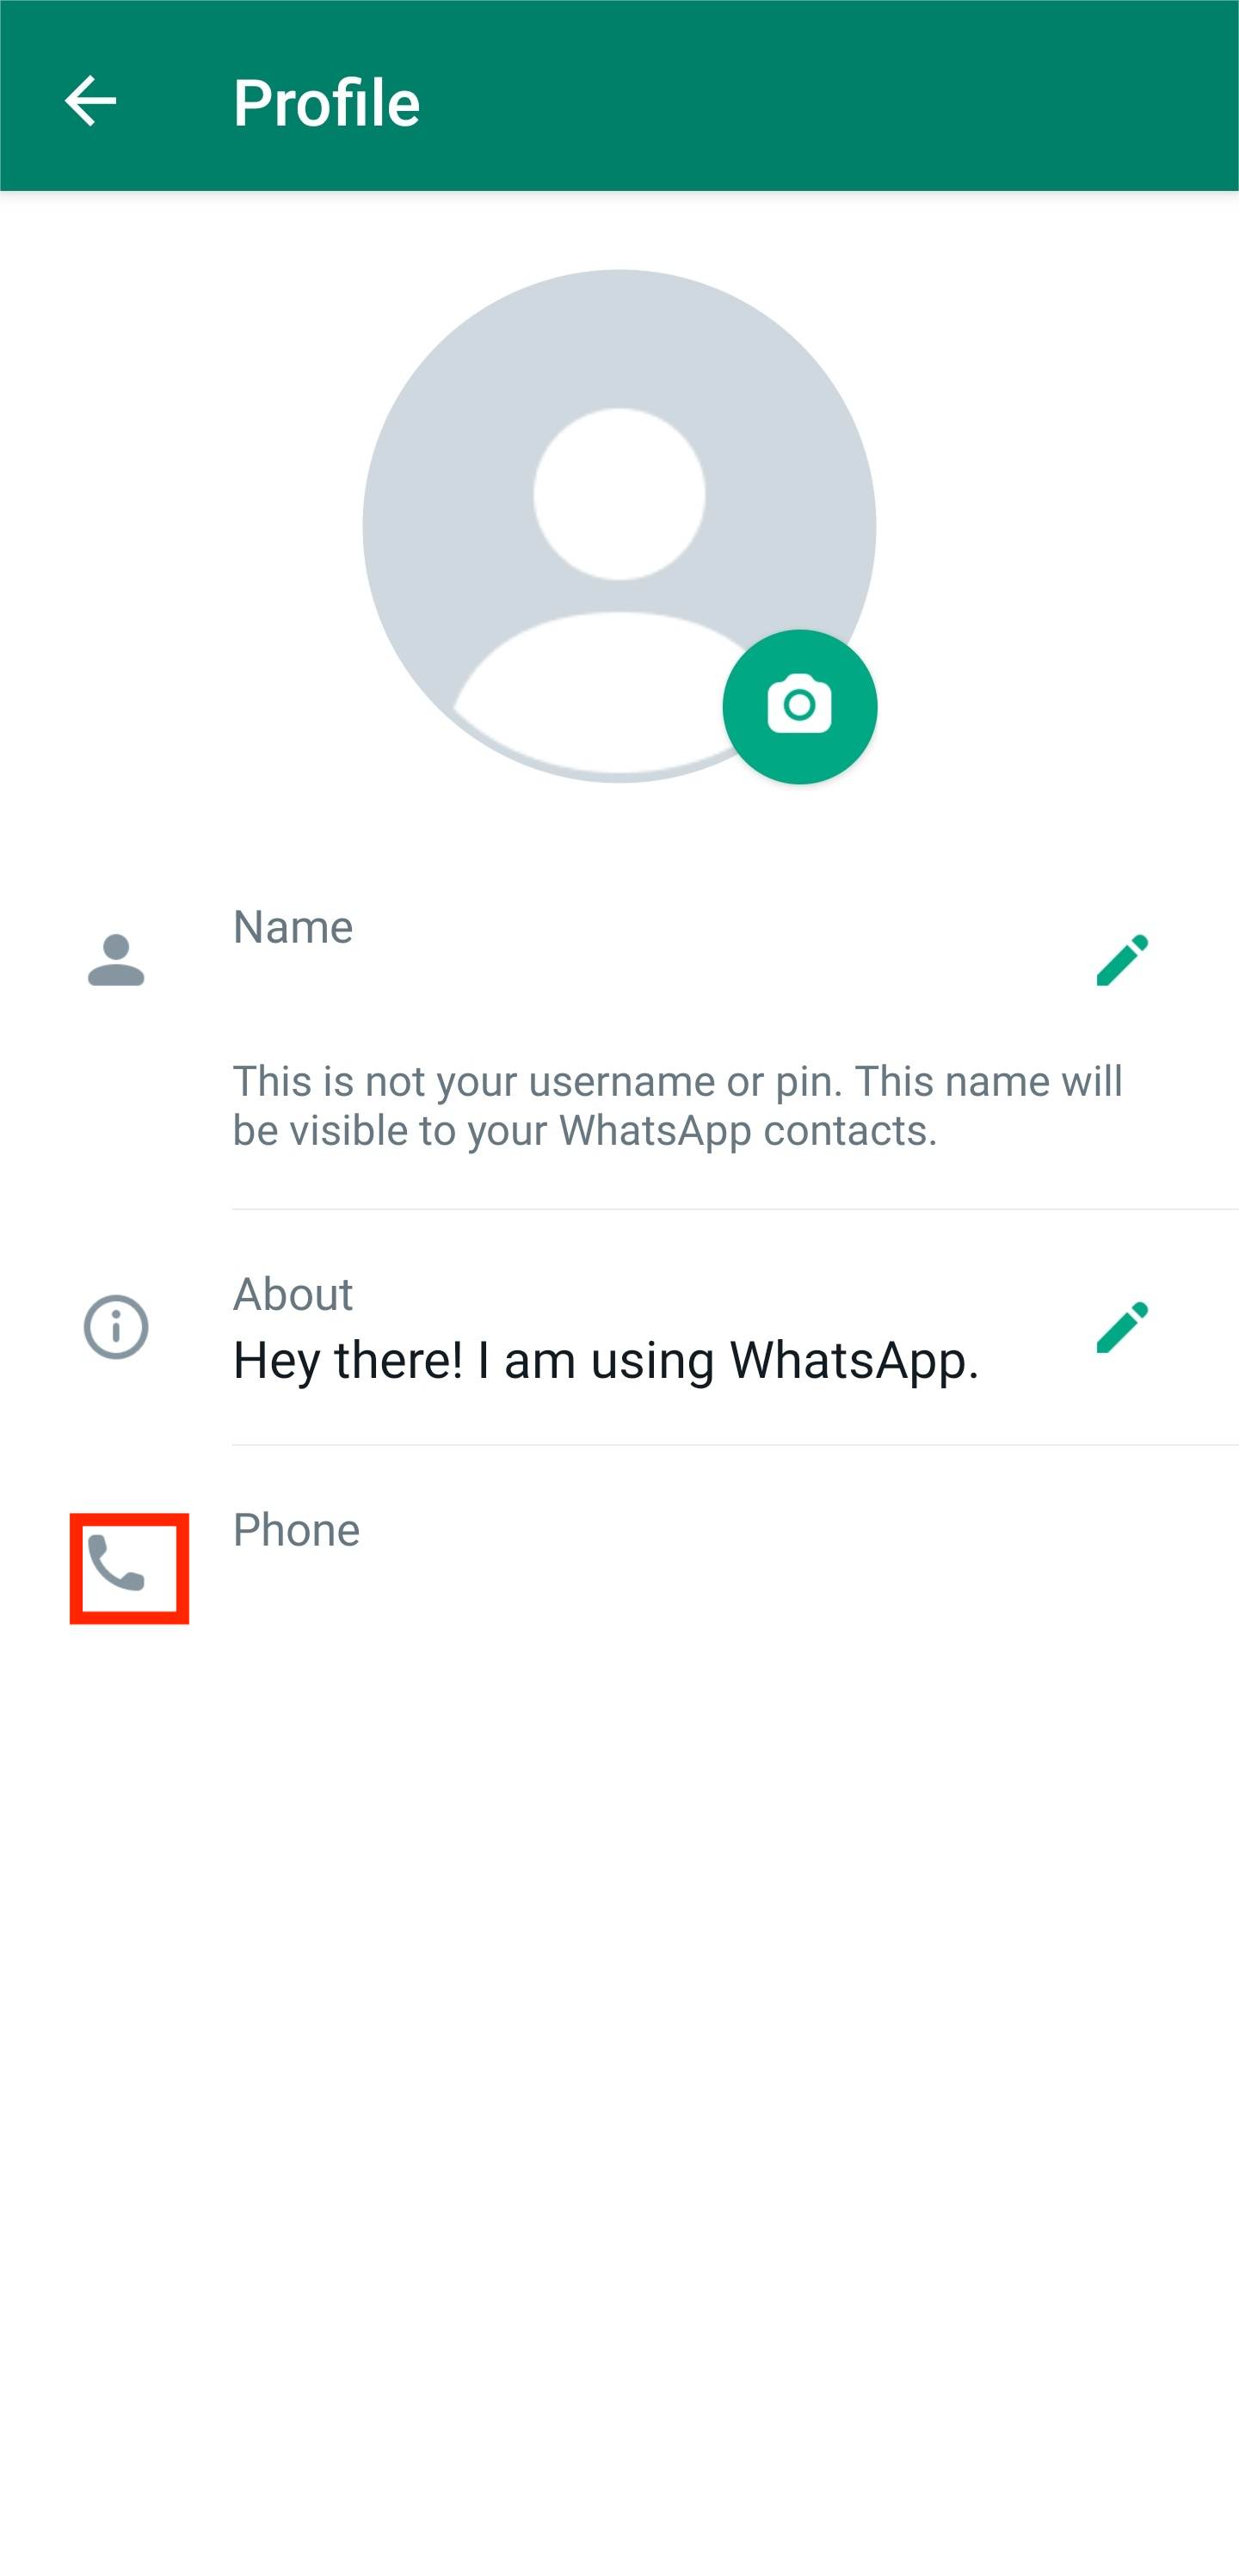 Profile
Name
This is not your username or pin. This name will
be visible to your WhatsApp contacts.
About
Hey there! I am using WhatsApp.
Phone